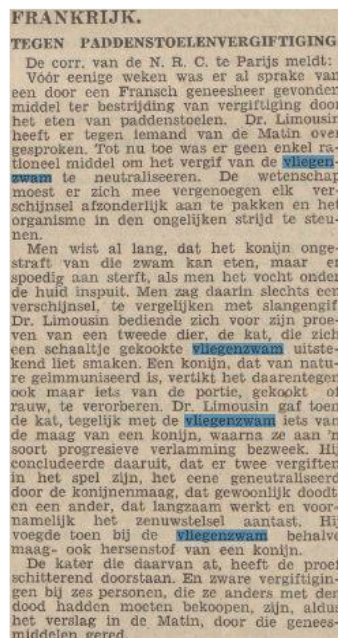 FRANKRIJK.
TEGEN PADDENSTOELENVERGIFTIGING
De corr. van de N. R. C. te Parijs meldt:
Vóór eenige weken was er al sprake van
een door een Fransch geneesheer gevonden
middel ter bestrijding van vergiftiging door
het eten van paddenstoelen. Dr. Limousin
heeft er tegen iemand van de Matin over
gesproken. Tot nu toe was er geen enkel ra-
tioneel middel om het vergif van de vliegen-
zwam te neutraliseeren. De wetenschap
moest er zich mee vergenoegen elk ver-
schijnsel afzonderlijk aan te pakken en het
organisme in den ongelijken strijd te steu-
nen.
Men wist al lang, dat het konijn onge-
straft van die zwam kan eten, maar er
spoedig aan sterft, als men het vocht onder
de huid inspuit. Men zag daarin slechts een
verschijnsel, te vergelijken met slangengif.
Dr. Limousin bediende zich voor zijn proe-
ven van een tweede dier, de kat, die zich
een schaaltje gekookte vliegenzwam uitste-
kend liet smaken. Een konijn, dat van natu-
re geïmmuniseerd is, vertikt het daarentegen
ook maar iets van de portie, gekookt of
rauw, te verorberen. Dr. Limousin gaf toen
de kat, tegelijk met de vliegenzwam iets van
de maag van een konijn, waarna ze aan 'n
soort progresieve verlamming bezweek. Hij
concludeerde daaruit, dat er twee vergiften
in het spel zijn, het eene geneutraliseerd
door de konijnenmaag, dat gewoonlijk doodt
en een ander, dat langzaam werkt en voor-
namelijk het zenuwstelsel aantast. Hij
voegde toen bij de vliegenzwam behalve
maag- ook hersenstof van een konijn.
De kater die daarvan at, heeft de proef
schitterend doorstaan. En zware vergiftigin-
gen bij zes personen, die ze anders met den
dood hadden moeten bekoopen, zijn, aldus
het verslag in de Matin, door die genees-
middelen gered.